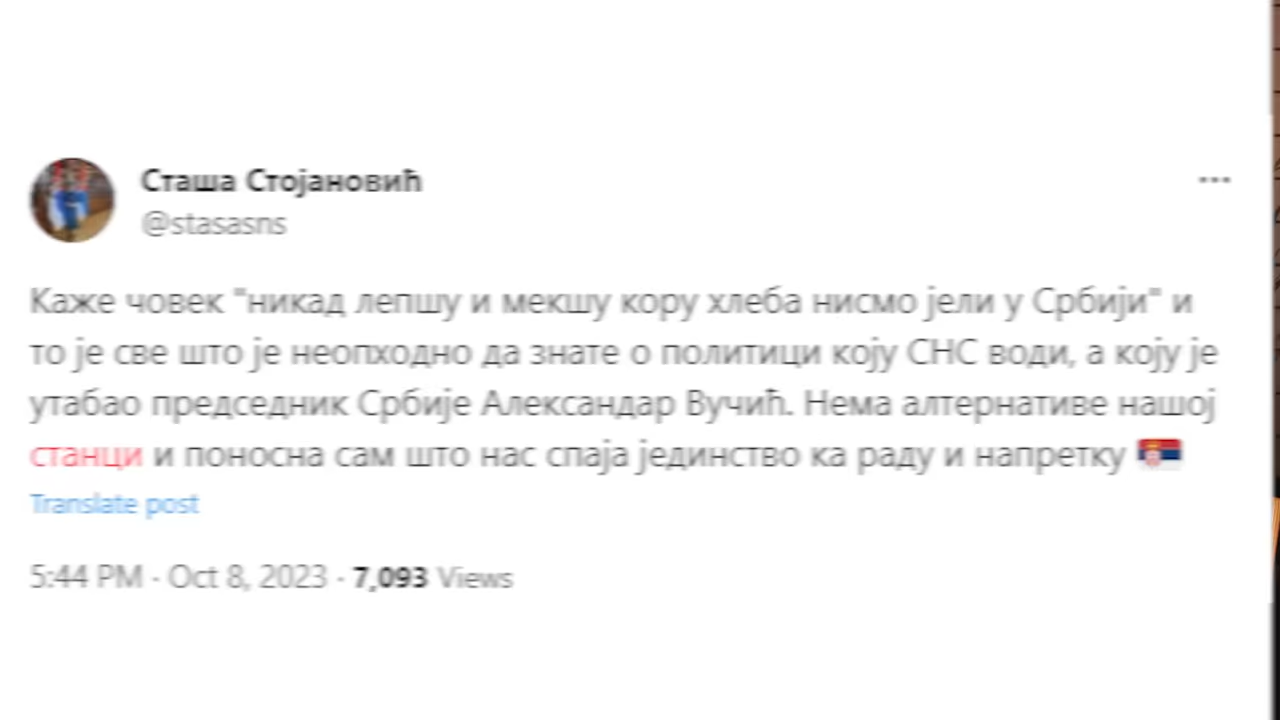 Сташа Стојановић
@stasasns
Каже човек "никад лепшу и мекшу кору хлеба нисмо јели у Србији" и
то је све што је неопходно да знате о политици коју СНС води, а коју је
утабао председник Србије Александар Вучић. Нема алтернативе нашој
станци и поносна сам што нас спаја јединство ка раду и напретку 🇷🇸
Translate post
5:44 PM · Oct 8, 2023 · 7,093 Views